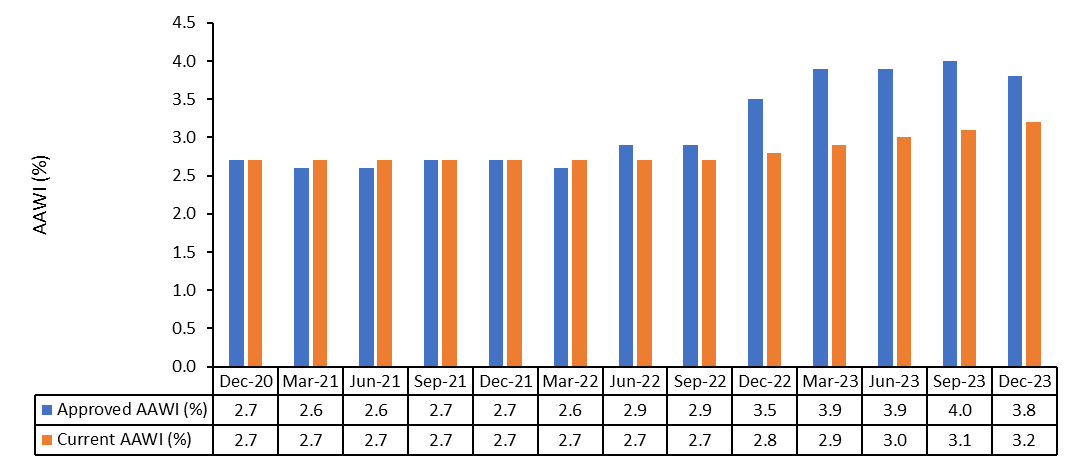 4.5
4.0
3.5
3.0
2.5
2.0
1.5
1.0
0.5
0.0
AAWI (%)
Dec-20 Mar-21 Jun-21 Sep-21 Dec-21 Mar-22 Jun-22 Sep-22 Dec-22 Mar-23 Jun-23 Sep-23 Dec-23
Approved AAWI (%) 2.7 2.6 2.6 2.7 2.7 2.6 2.9 2.9 3.5 3.9 3.9 4.0 3.8
Current AAWI (%) 2.7 2.7 2.7 2.7 2.7 2.7 2.7 2.7 2.8 2.9 3.0 3.1 3.2